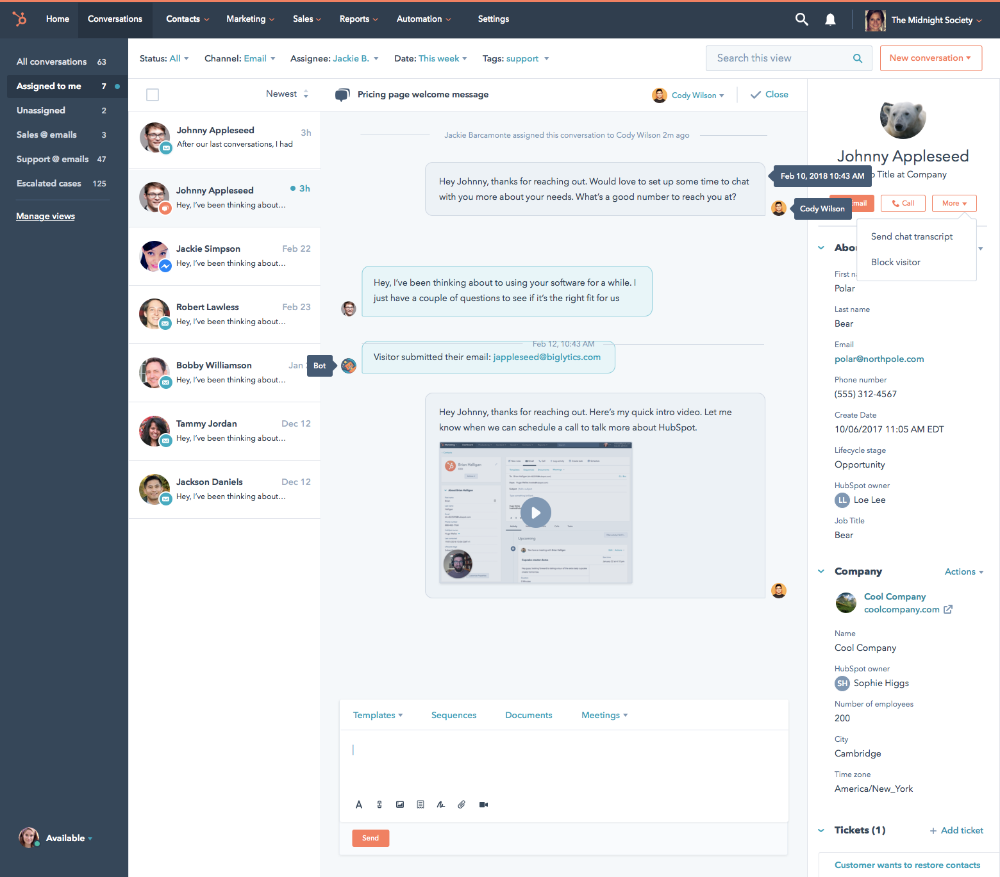 Home
Conversations
Contacts
Marketing
Sales
Reports
Automation
Settings
The Midnight Society
All conversations 63
Assigned to me 7
Unassigned 2
Sales @ emails 3
Support @ emails 47
Escalated cases 125
Manage views
Available
Status: All
Channel: Email
Assignee: Jackie B.
Date: This week
Tags: support
Search this view
New conversation
Newest
Johnny Appleseed 3h
After our last conversations, I had
Johnny Appleseed 3h
Hey, I've been thinking about...
Jackie Simpson Feb 22
Hey, I've been thinking about...
Robert Lawless Feb 23
Hey, I've been thinking about...
Bobby Williamson Jan
Hey, I've been thinking about...
Tammy Jordan Dec 12
Hey, I've been thinking about...
Jackson Daniels Dec 12
Hey, I've been thinking about...
Pricing page welcome message
Cody Wilson
Close
Jackie Barcamonte assigned this conversation to Cody Wilson 2m ago
Hey Johnny, thanks for reaching out. Would love to set up some time to chat
with you more about your needs. What's a good number to reach you at?
Feb 10, 2018 10:43 AM
Cody Wilson
Hey, I've been thinking about to using your software for a while. I
just have a couple of questions to see if it's the right fit for us
Feb 12, 10:43 AM
Bot
Visitor submitted their email: jappleseed@biglytics.com
Hey Johnny, thanks for reaching out. Here's my quick intro video. Let me
know when we can schedule a call to talk more about HubSpot.
Brian Halligan
About Brian Halligan
Upcoming
Cupcake creator demo
Templates
Sequences
Documents
Meetings
Send
Johnny Appleseed
Title at Company
Call
More
Send chat transcript
Block visitor
Polar
Last name
Bear
Email
polar@northpole.com
Phone number
(555) 312-4567
Create Date
10/06/2017 11:05 AM EDT
Lifecycle stage
Opportunity
HubSpot owner
LL Loe Lee
Job Title
Bear
Company
Actions
Cool Company
coolcompany.com
Name
Cool Company
HubSpot owner
SH Sophie Higgs
Number of employees
200
City
Cambridge
Time zone
America/New_York
Tickets (1)
+ Add ticket
Customer wants to restore contacts